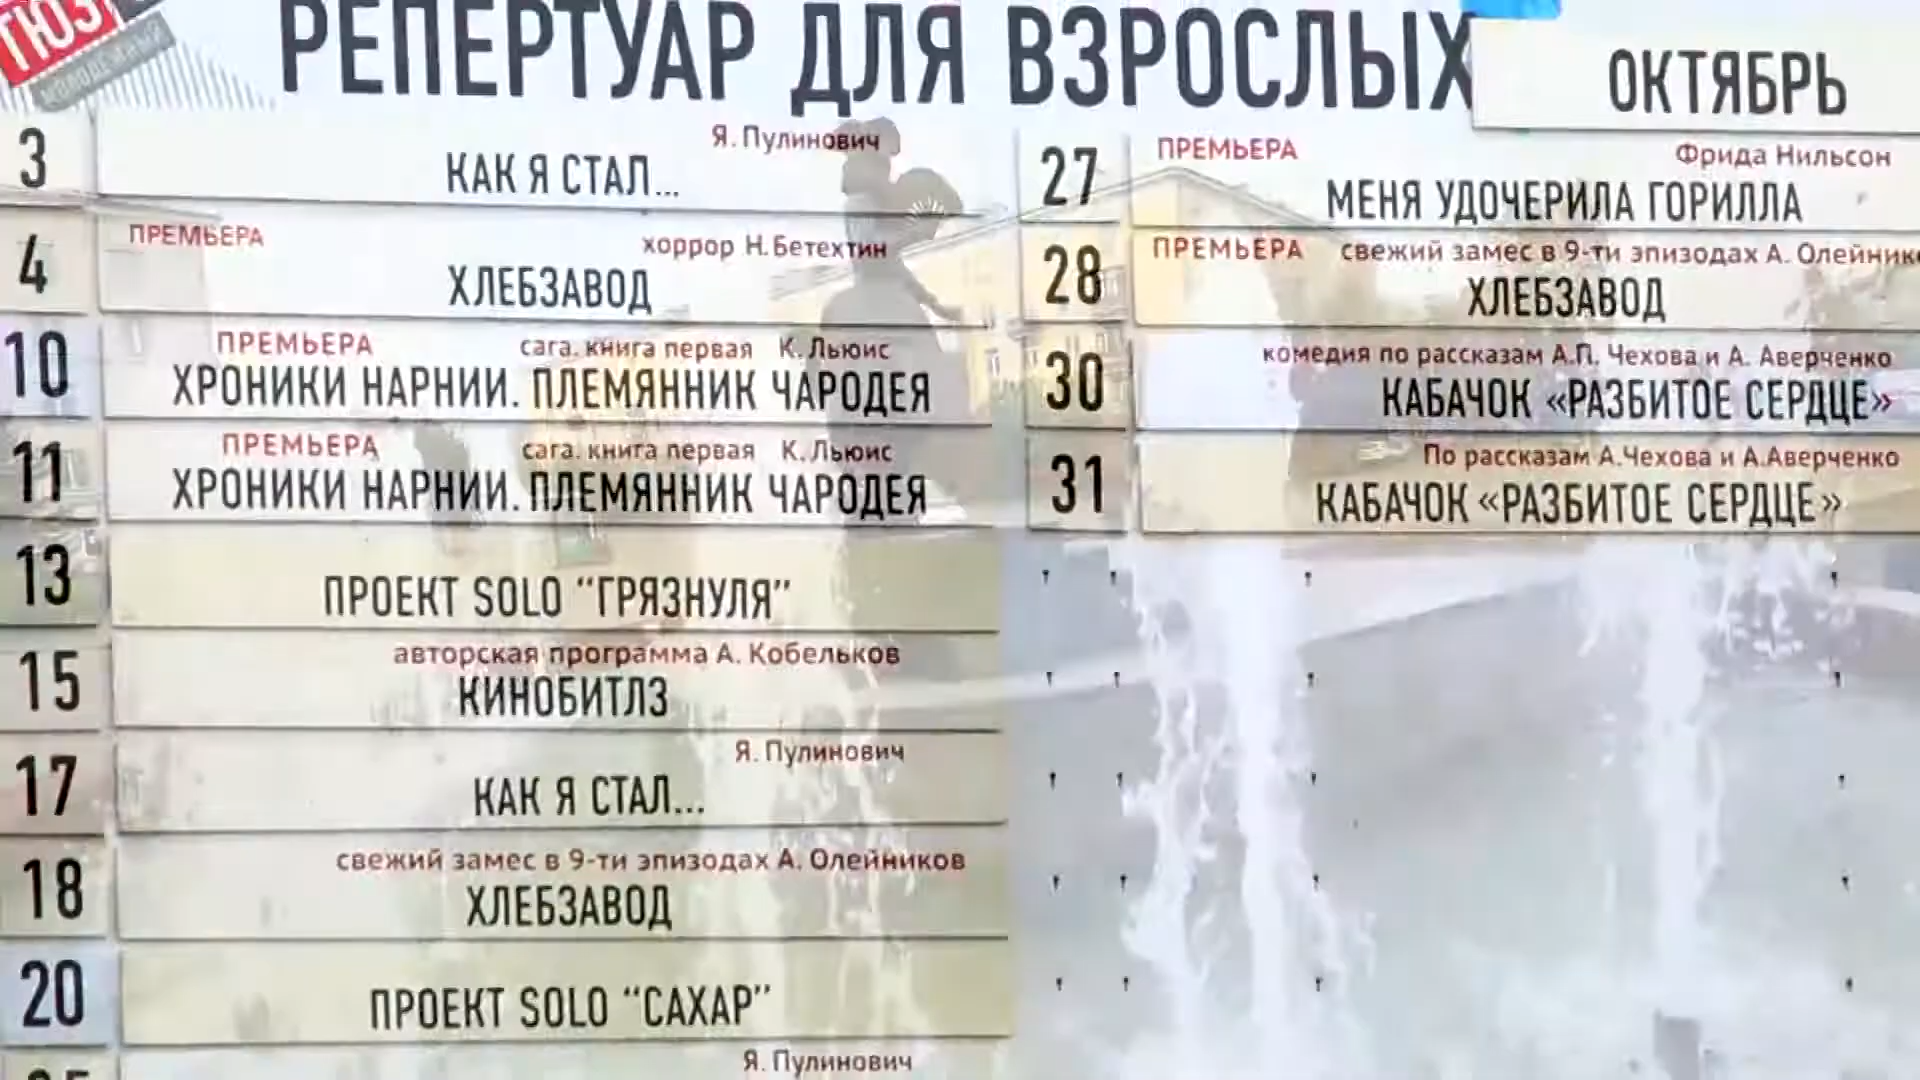 ТЮЗ
МОЛОДЕЖНЫЙ
РЕПЕРТУАР ДЛЯ ВЗРОСЛЫХ
ОКТЯБРЬ
3
Я. Пулинович
КАК Я СТАЛ...
4
ПРЕМЬЕРА хоррор Н.Бетехтин
ХЛЕБЗАВОД
10
ПРЕМЬЕРА сага. книга первая К. Льюис
ХРОНИКИ НАРНИИ. ПЛЕМЯННИК ЧАРОДЕЯ
11
ПРЕМЬЕРА сага. книга первая К. Льюис
ХРОНИКИ НАРНИИ. ПЛЕМЯННИК ЧАРОДЕЯ
13
ПРОЕКТ SOLO “ГРЯЗНУЛЯ”
15
авторская программа А. Кобельков
КИНОБИТЛЗ
17
Я. Пулинович
КАК Я СТАЛ...
18
свежий замес в 9-ти эпизодах А. Олейников
ХЛЕБЗАВОД
20
ПРОЕКТ SOLO “САХАР”
Я. Пулинович
27
ПРЕМЬЕРА Фрида Нильсон
МЕНЯ УДОЧЕРИЛА ГОРИЛЛА
28
ПРЕМЬЕРА свежий замес в 9-ти эпизодах А. Олейник
ХЛЕБЗАВОД
30
комедия по рассказам А.П. Чехова и А. Аверченко
КАБАЧОК «РАЗБИТОЕ СЕРДЦЕ»
31
По рассказам А.Чехова и А.Аверченко
КАБАЧОК «РАЗБИТОЕ СЕРДЦЕ»